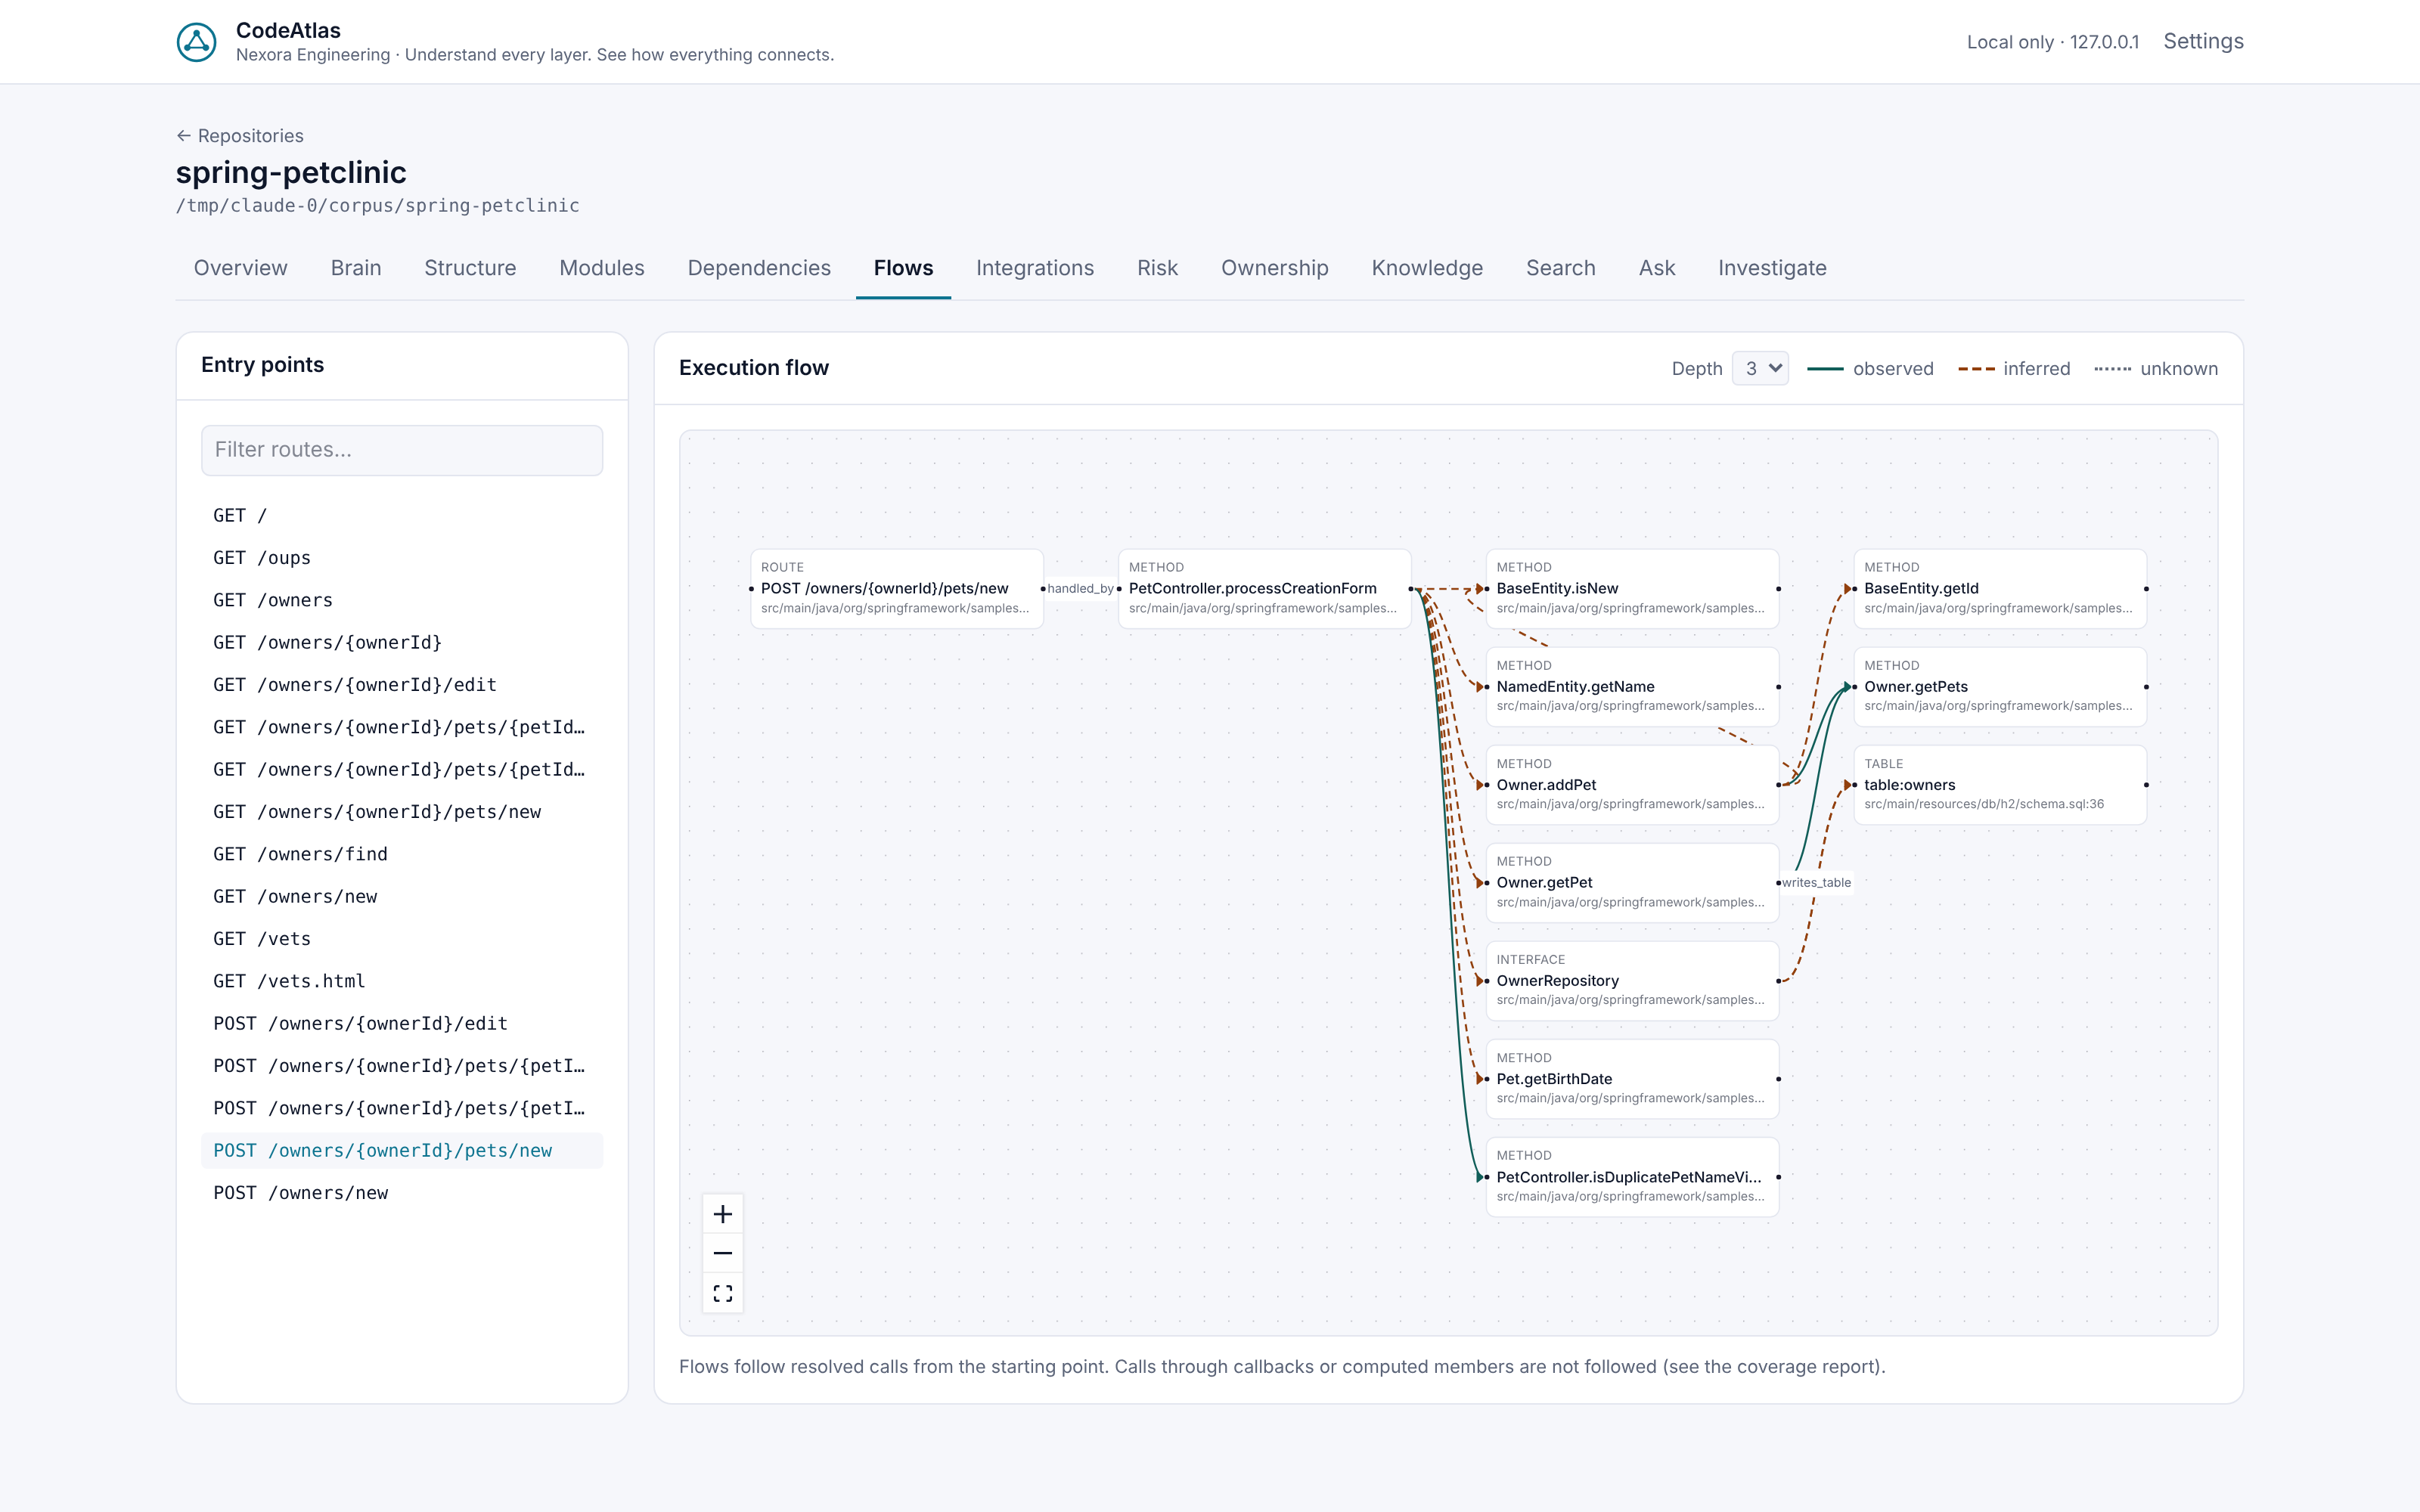 CodeAtlas
Nexora Engineering · Understand every layer. See how everything connects.
Local only · 127.0.0.1 Settings
← Repositories
spring-petclinic
/tmp/claude-0/corpus/spring-petclinic
Overview Brain Structure Modules Dependencies Flows Integrations Risk Ownership Knowledge Search Ask Investigate
Entry points
Filter routes...
GET /
GET /oups
GET /owners
GET /owners/{ownerId}
GET /owners/{ownerId}/edit
GET /owners/{ownerId}/pets/{petId…
GET /owners/{ownerId}/pets/{petId…
GET /owners/{ownerId}/pets/new
GET /owners/find
GET /owners/new
GET /vets
GET /vets.html
POST /owners/{ownerId}/edit
POST /owners/{ownerId}/pets/{petI…
POST /owners/{ownerId}/pets/{petI…
POST /owners/{ownerId}/pets/new
POST /owners/new
Execution flow
Depth 3 observed inferred unknown
ROUTE
POST /owners/{ownerId}/pets/new
src/main/java/org/springframework/samples...
handled_by
METHOD
PetController.processCreationForm
src/main/java/org/springframework/samples...
METHOD
BaseEntity.isNew
src/main/java/org/springframework/samples...
METHOD
NamedEntity.getName
src/main/java/org/springframework/samples...
METHOD
Owner.addPet
src/main/java/org/springframework/samples...
METHOD
Owner.getPet
src/main/java/org/springframework/samples...
writes_table
INTERFACE
OwnerRepository
src/main/java/org/springframework/samples...
METHOD
Pet.getBirthDate
src/main/java/org/springframework/samples...
METHOD
PetController.isDuplicatePetNameVi...
src/main/java/org/springframework/samples...
METHOD
BaseEntity.getId
src/main/java/org/springframework/samples...
METHOD
Owner.getPets
src/main/java/org/springframework/samples...
TABLE
table:owners
src/main/resources/db/h2/schema.sql:36
Flows follow resolved calls from the starting point. Calls through callbacks or computed members are not followed (see the coverage report).